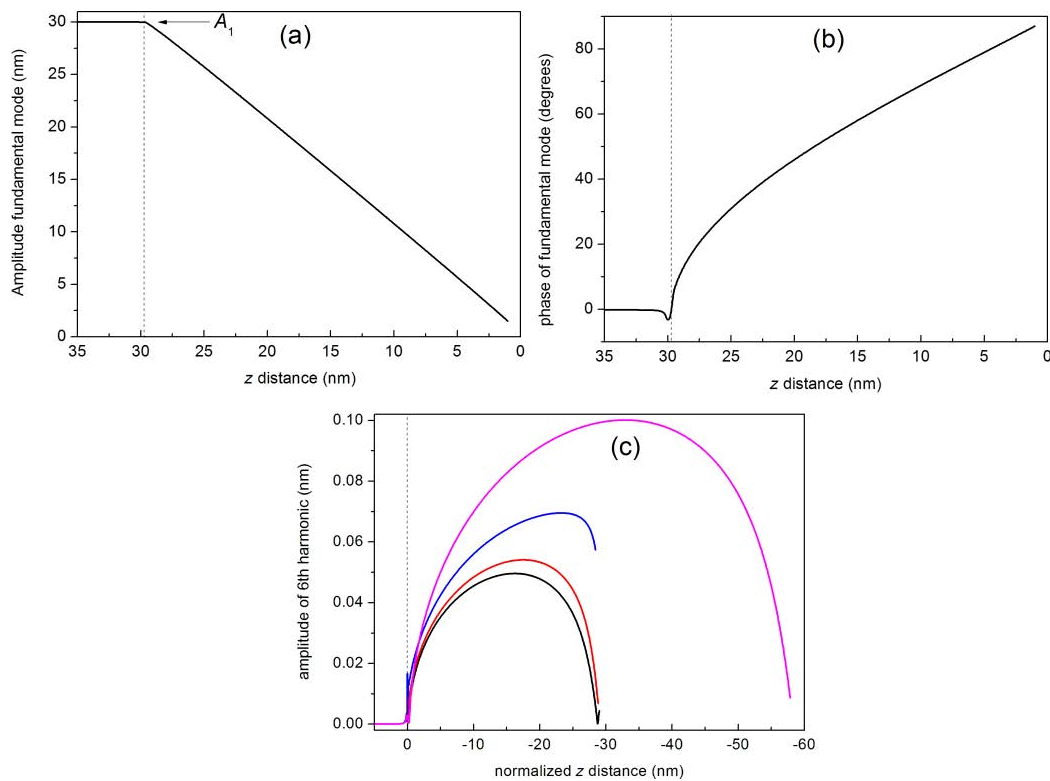 A1
(a)
Amplitude fundamental mode (nm)
30
25
20
15
10
5
0
35 30 25 20 15 10 5 0
z distance (nm)
(b)
phase of fundamental mode (degrees)
80
60
40
20
0
35 30 25 20 15 10 5 0
z distance (nm)
(c)
amplitude of 6th harmonic (nm)
0.10
0.08
0.06
0.04
0.02
0.00
0 -10 -20 -30 -40 -50 -60
normalized z distance (nm)